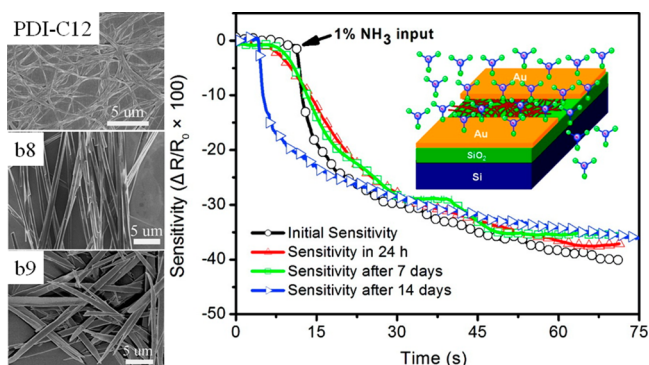 PDI-C12
5 um
b8
5 um
b9
5 um
Sensitivity (ΔR/R₀ × 100)
0
-10
-20
-30
-40
-50
1% NH3 input
Au
Au
SiO₂
Si
Initial Sensitivity
Sensitivity in 24 h
Sensitivity after 7 days
Sensitivity after 14 days
0 15 30 45 60 75
Time (s)